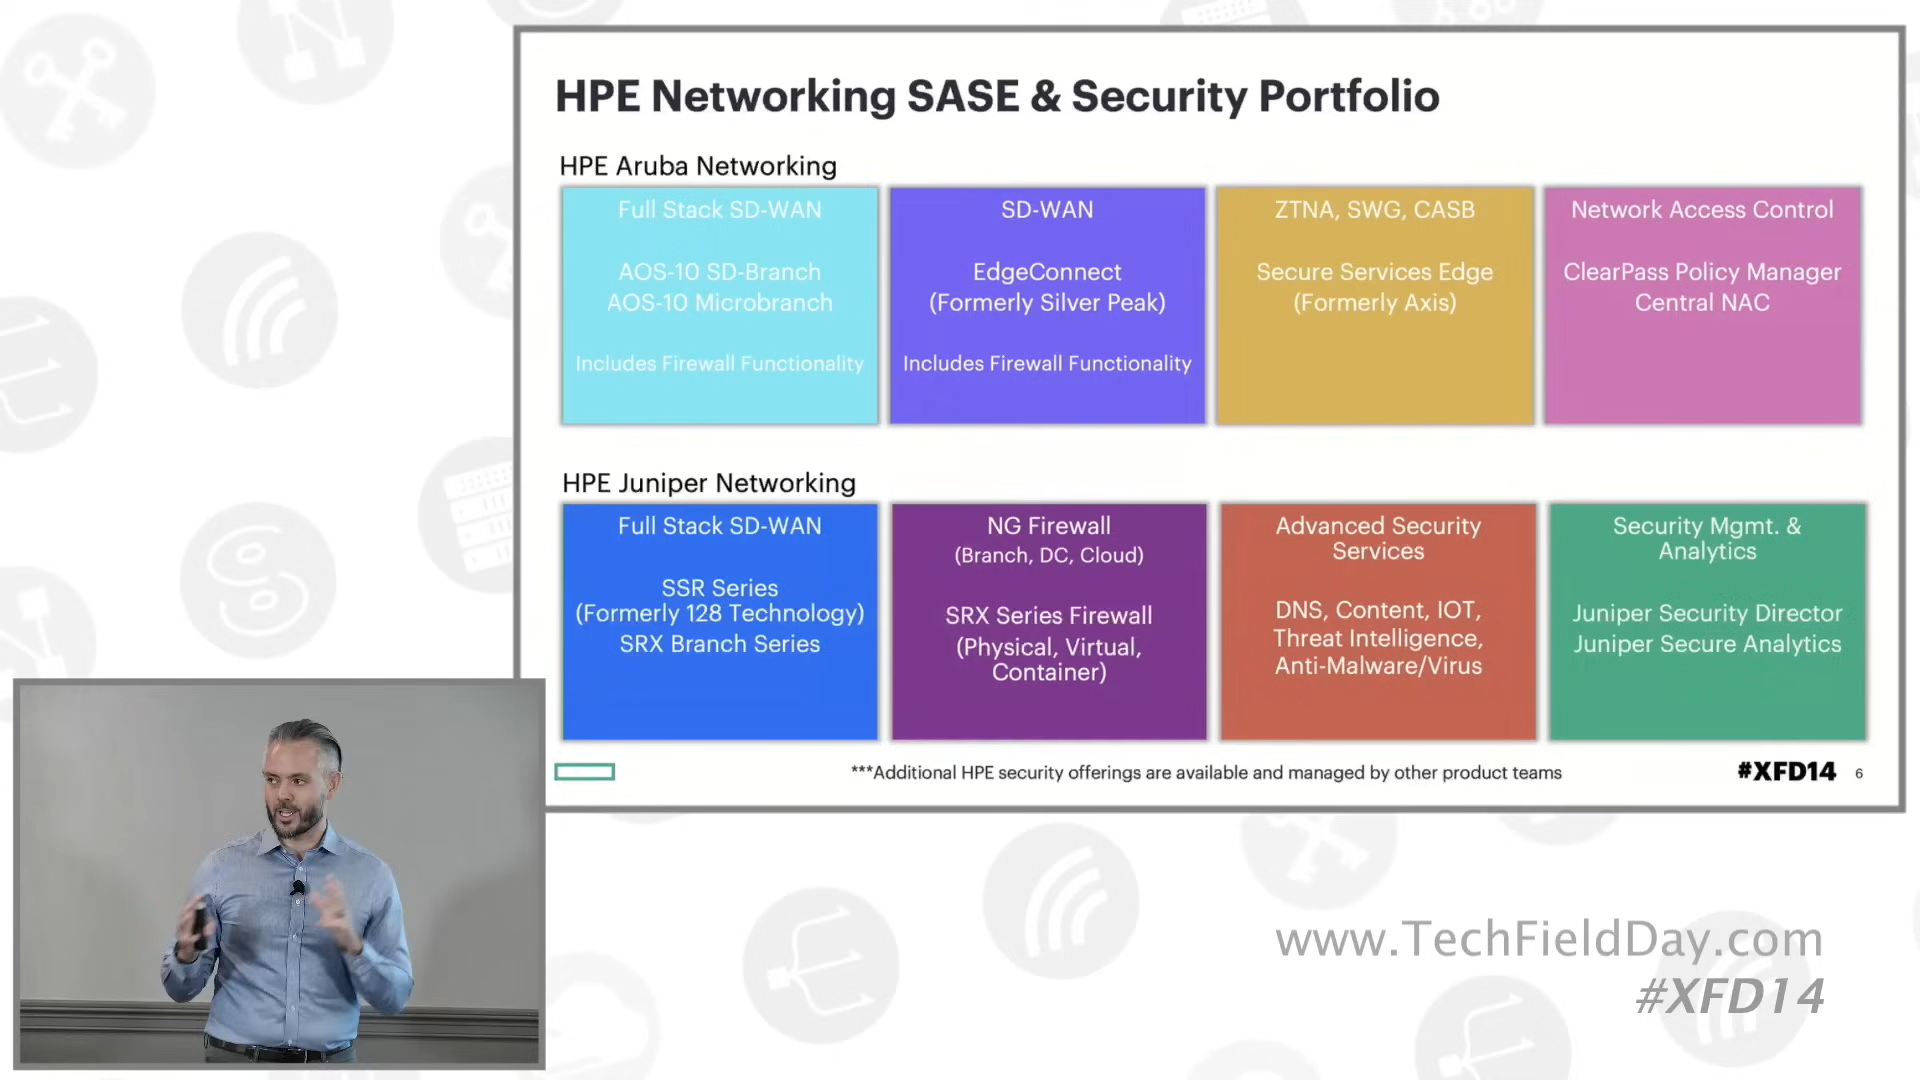 HPE Networking SASE & Security Portfolio
HPE Aruba Networking
Full Stack SD-WAN
AOS-10 SD-Branch
AOS-10 Microbranch
Includes Firewall Functionality
SD-WAN
EdgeConnect
(Formerly Silver Peak)
Includes Firewall Functionality
ZTNA, SWG, CASB
Secure Services Edge
(Formerly Axis)
Network Access Control
ClearPass Policy Manager
Central NAC
HPE Juniper Networking
Full Stack SD-WAN
SSR Series
(Formerly 128 Technology)
SRX Branch Series
NG Firewall
(Branch, DC, Cloud)
SRX Series Firewall
(Physical, Virtual,
Container)
Advanced Security
Services
DNS, Content, IOT,
Threat Intelligence,
Anti-Malware/Virus
Security Mgmt. &
Analytics
Juniper Security Director
Juniper Secure Analytics
***Additional HPE security offerings are available and managed by other product teams
#XFD14
6
www.TechFieldDay.com
#XFD14